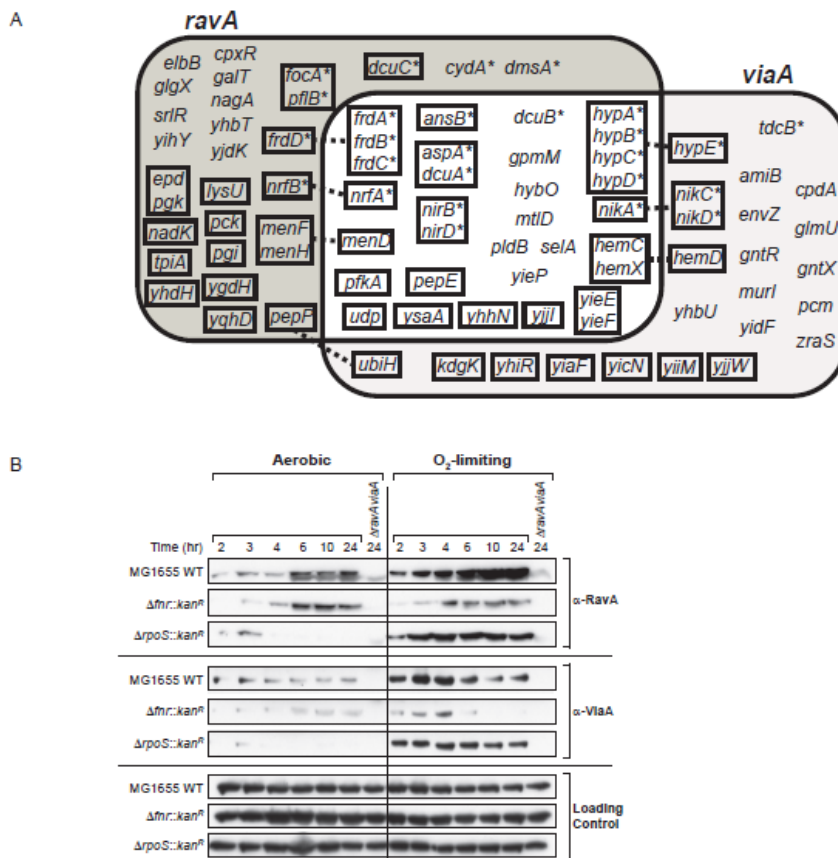 A
ravA
viaA
elbB cpxR
glgX galT
nagA
srlR yhbT
yihY yjdK
focA*
pflB*
dcuC* cydA* dmsA*
frdD*
nrfB*
epd
pgk
lysU
nadK
pck
menF
menH
tpiA
pgi
yhdH
ygdH
yqhD
pepP
frdA*
frdB*
frdC*
ansB*
dcuB*
hypA*
hypB*
hypC*
hypD*
aspA*
dcuA*
gpmM
nrfA*
hybO
nirB*
nirD*
mtlD
nikA*
menD
pldB selA
hemC
hemX
pfkA
pepE
yieP
udp
ysaA
yhhN
yjjI
yieE
yieF
tdcB*
hypE*
amiB
cpdA
nikC*
nikD*
envZ
glmU
hemD
gntR
gntX
murI
yhbU
pcm
yidF
zraS
ubiH
kdgK
yhiR
yiaF
yicN
yiiM
yjjW
B
Aerobic O2-limiting
ΔravAviaA ΔravAviaA
Time (hr) 2 3 4 6 10 24 24 2 3 4 6 10 24 24
MG1655 WT
Δfnr::kanR
ΔrpoS::kanR
α-RavA
MG1655 WT
Δfnr::kanR
ΔrpoS::kanR
α-ViaA
MG1655 WT
Δfnr::kanR
ΔrpoS::kanR
Loading
Control